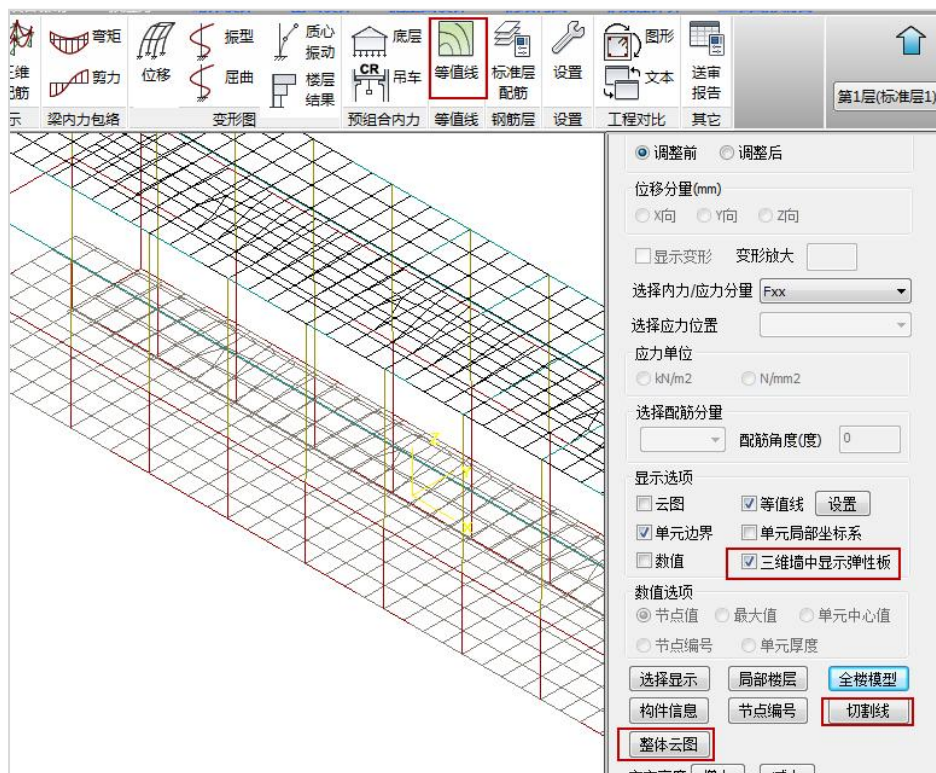 弯矩
剪力
维
筋
示
梁内力包络
位移
振型
屈曲
质心
振动
楼层
结果
变形图
底层
CR
吊车
预组合内力
等值线
等值线
标准层
配筋
钢筋层
设置
设置
图形
文本
工程对比
送审
报告
其它
第1层(标准层1)
调整前 调整后
位移分量(mm)
X向 Y向 Z向
显示变形 变形放大
选择内力/应力分量 Fxx
选择应力位置
应力单位
kN/m2 N/mm2
选择配筋分量
配筋角度(度) 0
显示选项
云图 等值线 设置
单元边界 单元局部坐标系
数值 三维墙中显示弹性板
数值选项
节点值 最大值 单元中心值
节点编号 单元厚度
选择显示 局部楼层 全楼模型
构件信息 节点编号 切割线
整体云图